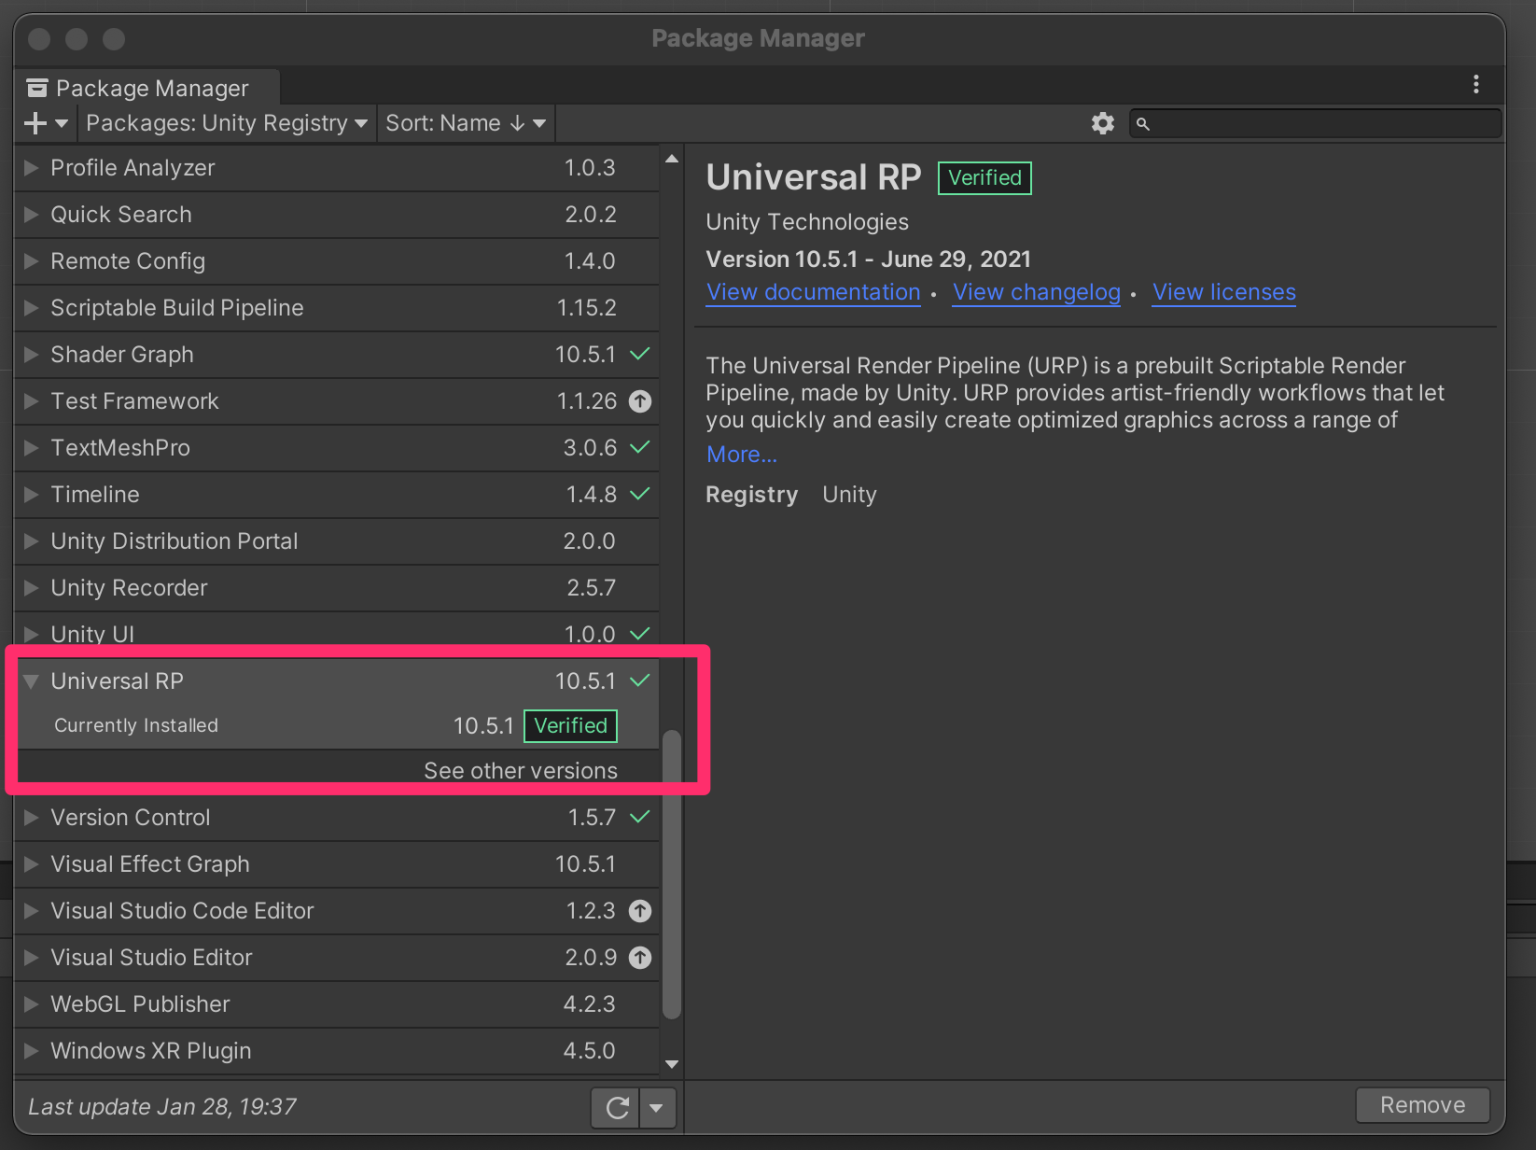 Package Manager
Package Manager
Packages: Unity Registry
Sort: Name ↓
Profile Analyzer 1.0.3
Quick Search 2.0.2
Remote Config 1.4.0
Scriptable Build Pipeline 1.15.2
Shader Graph 10.5.1
Test Framework 1.1.26
TextMeshPro 3.0.6
Timeline 1.4.8
Unity Distribution Portal 2.0.0
Unity Recorder 2.5.7
Unity UI 1.0.0
Universal RP 10.5.1
Currently Installed 10.5.1 Verified
See other versions
Version Control 1.5.7
Visual Effect Graph 10.5.1
Visual Studio Code Editor 1.2.3
Visual Studio Editor 2.0.9
WebGL Publisher 4.2.3
Windows XR Plugin 4.5.0
Last update Jan 28, 19:37
Universal RP Verified
Unity Technologies
Version 10.5.1 - June 29, 2021
View documentation • View changelog • View licenses
The Universal Render Pipeline (URP) is a prebuilt Scriptable Render
Pipeline, made by Unity. URP provides artist-friendly workflows that let
you quickly and easily create optimized graphics across a range of
More...
Registry Unity
Remove